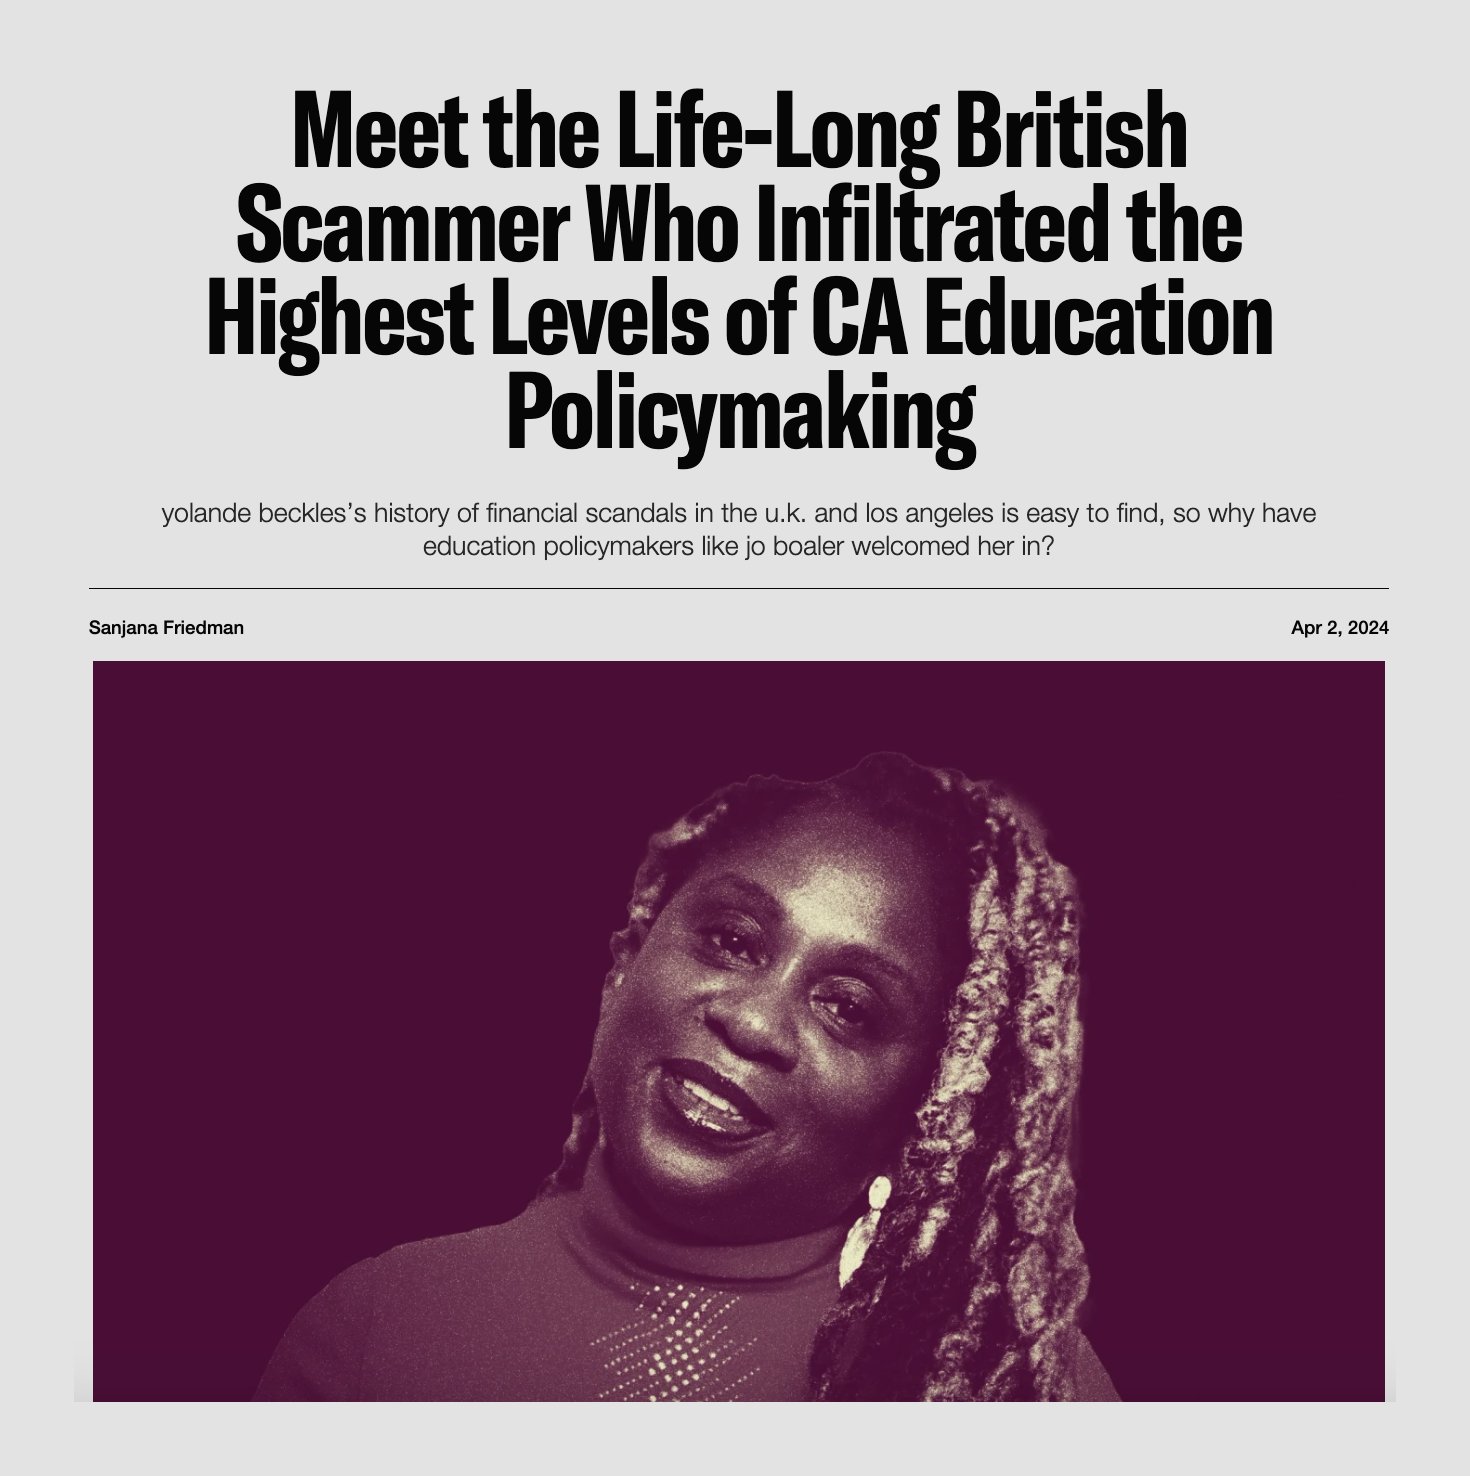 Meet the Life-Long British
Scammer Who Infiltrated the
Highest Levels of CA Education
Policymaking
yolande beckles’s history of financial scandals in the u.k. and los angeles is easy to find, so why have
education policymakers like jo boaler welcomed her in?
Sanjana Friedman
Apr 2, 2024